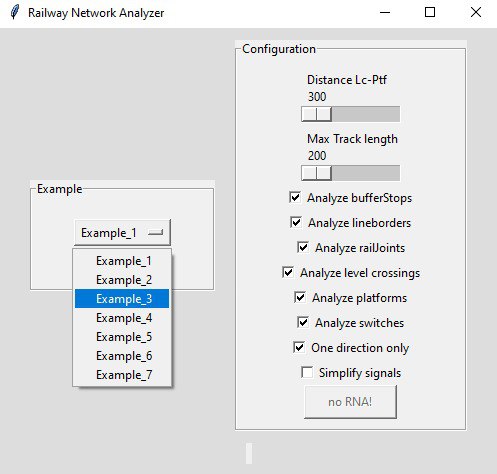 Railway Network Analyzer
Configuration
Distance Lc-Ptf
300
Max Track length
200
Analyze bufferStops
Analyze lineborders
Analyze railJoints
Analyze level crossings
Analyze platforms
Analyze switches
One direction only
Simplify signals
no RNA!
Example
Example_1
Example_1
Example_2
Example_3
Example_4
Example_5
Example_6
Example_7